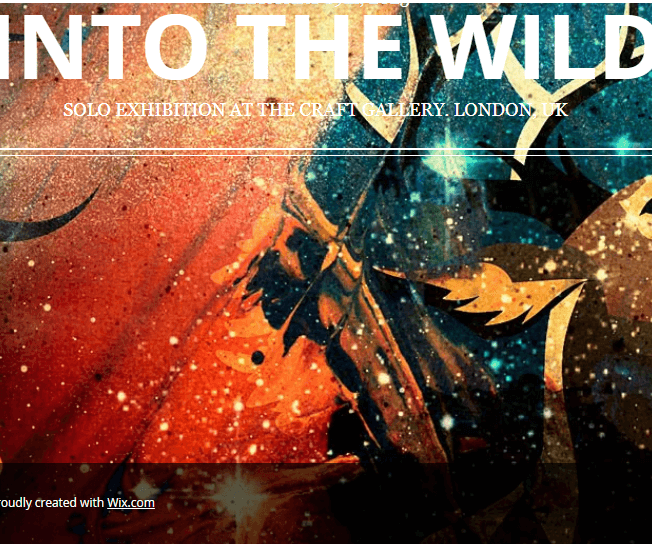 INTO THE WILD
SOLO EXHIBITION AT THE CRAFT GALLERY. LONDON, UK
roudly created with Wix.com